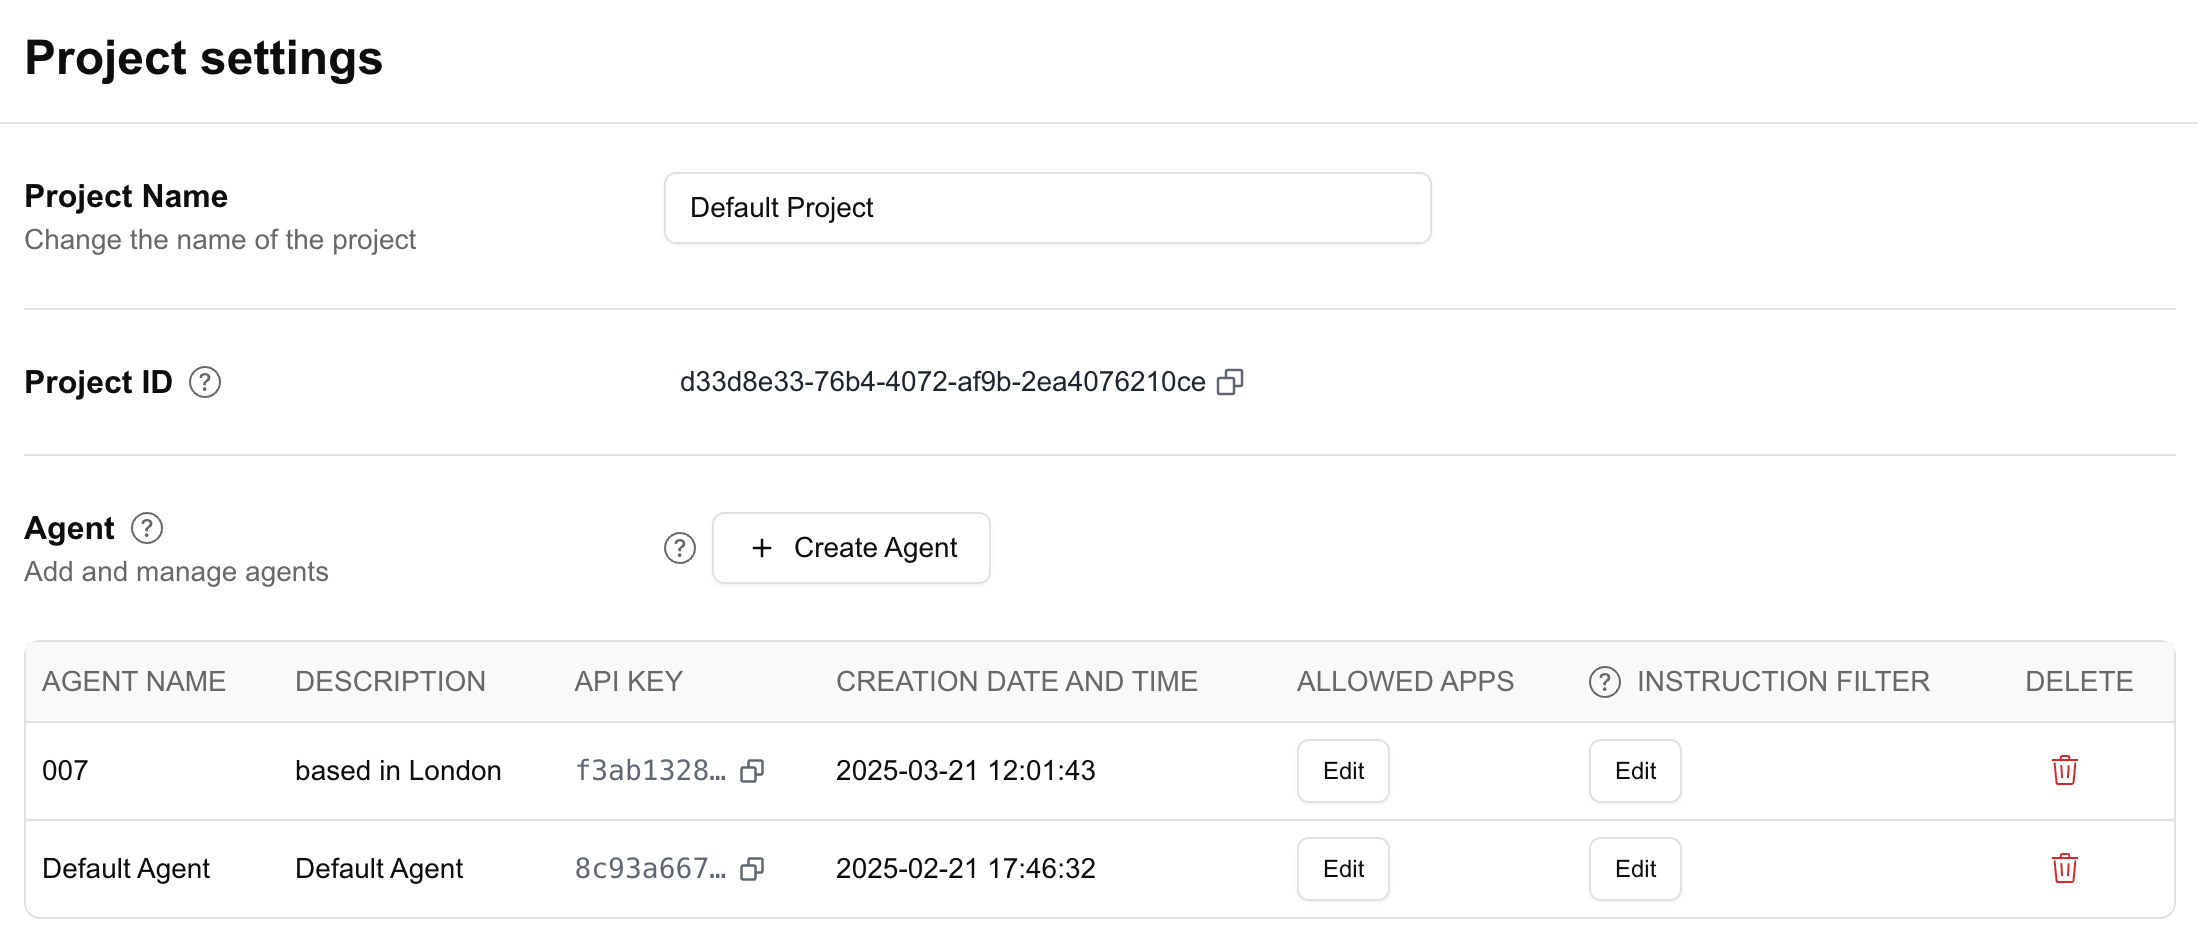 Project settings
Project Name
Change the name of the project
Default Project
Project ID ?
d33d8e33-76b4-4072-af9b-2ea4076210ce
Agent ?
Add and manage agents
? + Create Agent
AGENT NAME DESCRIPTION API KEY CREATION DATE AND TIME ALLOWED APPS ? INSTRUCTION FILTER DELETE
007 based in London f3ab1328… 2025-03-21 12:01:43 Edit Edit
Default Agent Default Agent 8c93a667… 2025-02-21 17:46:32 Edit Edit